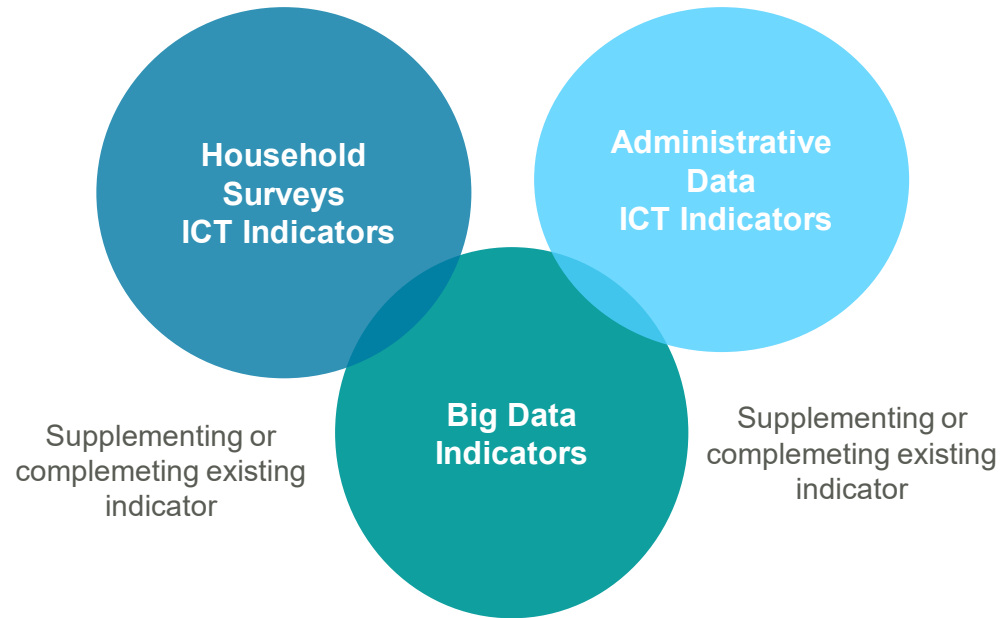 Household
Surveys
ICT Indicators
Administrative
Data
ICT Indicators
Big Data
Indicators
Supplementing or
complemeting existing
indicator
Supplementing or
complemeting existing
indicator